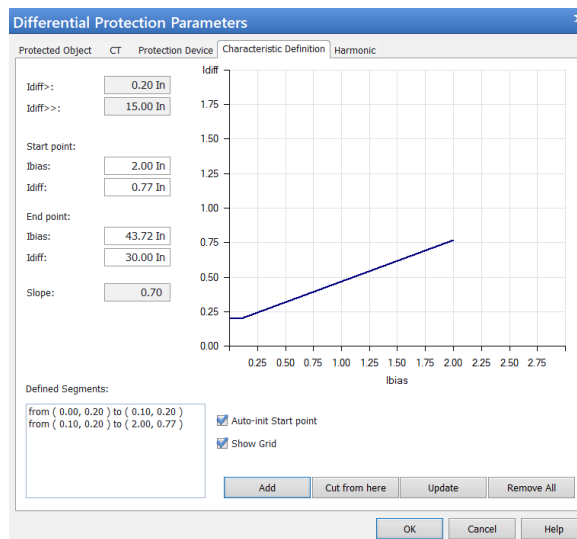 Differential Protection Parameters
Protected Object CT Protection Device Characteristic Definition Harmonic
Idiff>: 0.20 In
Idiff>>: 15.00 In
Start point:
Ibias: 2.00 In
Idiff: 0.77 In
End point:
Ibias: 43.72 In
Idiff: 30.00 In
Slope: 0.70
Idiff
1.75
1.50
1.25
1.00
0.75
0.50
0.25
0.00
0.25 0.50 0.75 1.00 1.25 1.50 1.75 2.00 2.25 2.50 2.75
Ibias
Defined Segments:
from ( 0.00, 0.20 ) to ( 0.10, 0.20 )
from ( 0.10, 0.20 ) to ( 2.00, 0.77 )
Auto-init Start point
Show Grid
Add Cut from here Update Remove All
OK Cancel Help